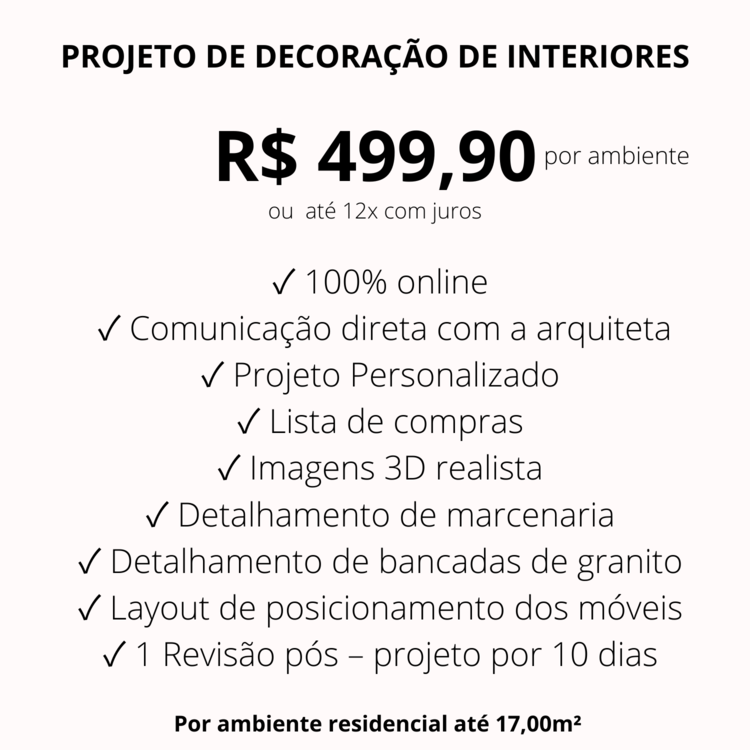 PROJETO DE DECORAÇÃO DE INTERIORES
R$ 499,90 por ambiente
ou até 12x com juros
✓ 100% online
✓ Comunicação direta com a arquiteta
✓ Projeto Personalizado
✓ Lista de compras
✓ Imagens 3D realista
✓ Detalhamento de marcenaria
✓ Detalhamento de bancadas de granito
✓ Layout de posicionamento dos móveis
✓ 1 Revisão pós – projeto por 10 dias
Por ambiente residencial até 17,00m²